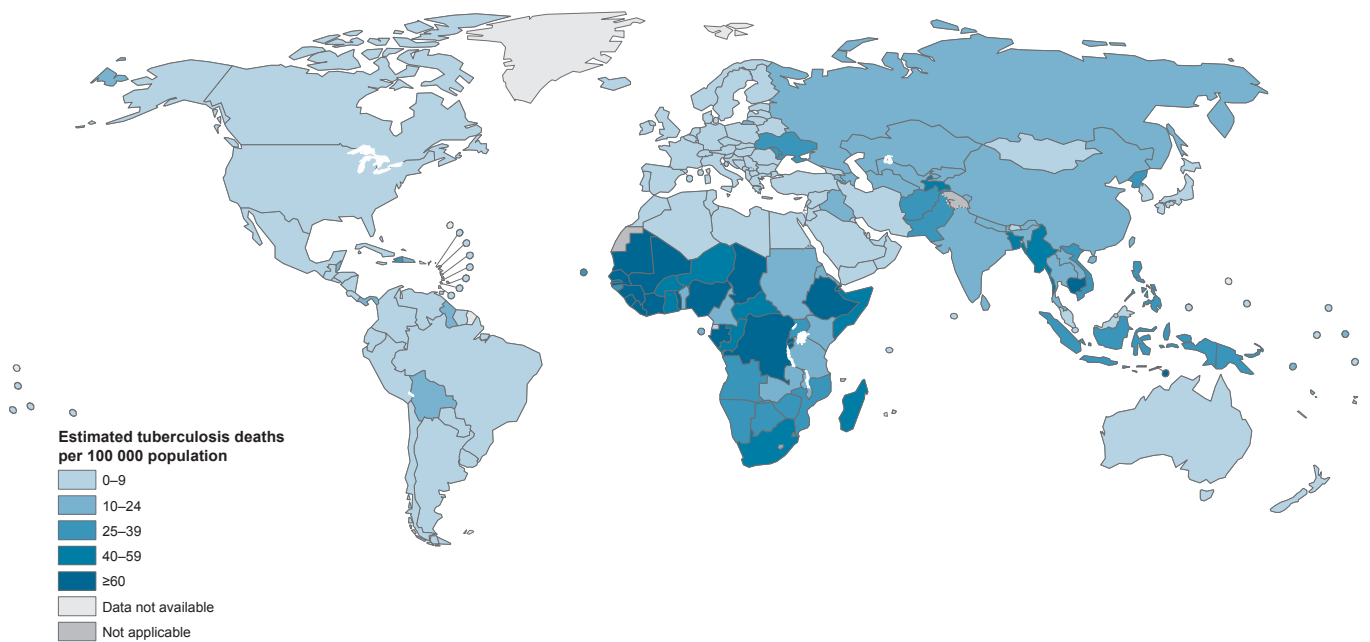 Estimated tuberculosis deaths
per 100 000 population
0–9
10–24
25–39
40–59
≥60
Data not available
Not applicable